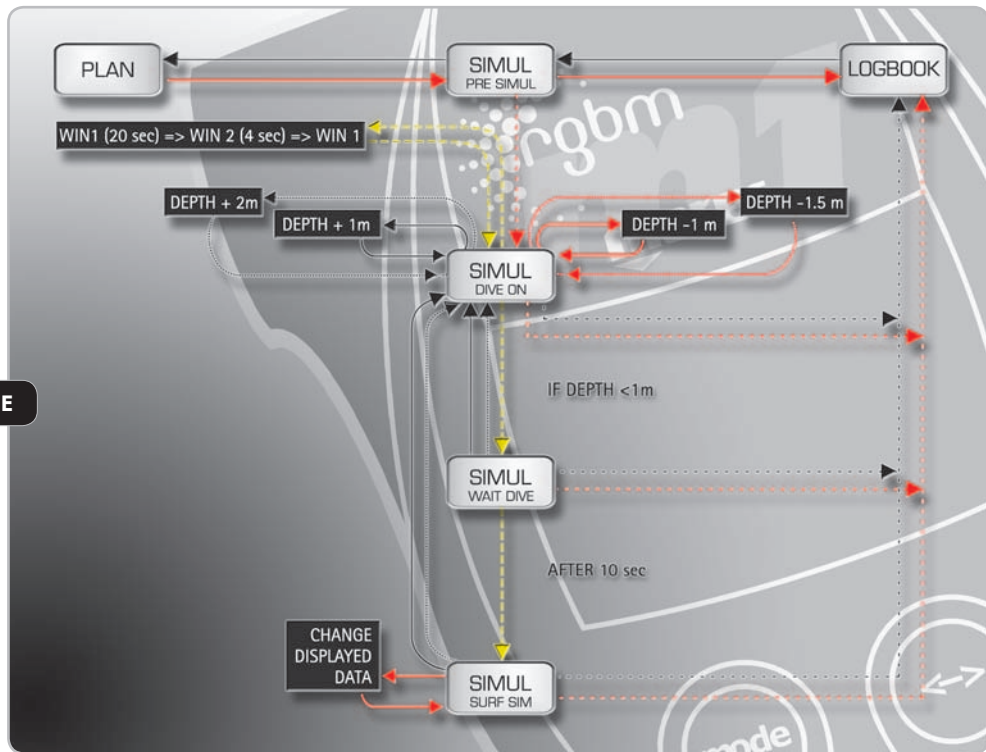 PLAN
SIMUL
PRE SIMUL
LOGBOOK
rgbm
m1
WIN1 (20 sec) => WIN 2 (4 sec) => WIN 1
DEPTH + 2m
DEPTH -1.5 m
DEPTH + 1m
DEPTH -1 m
SIMUL
DIVE ON
IF DEPTH <1m
E
SIMUL
WAIT DIVE
AFTER 10 sec
CHANGE
DISPLAYED
DATA
SIMUL
SURF SIM
mode